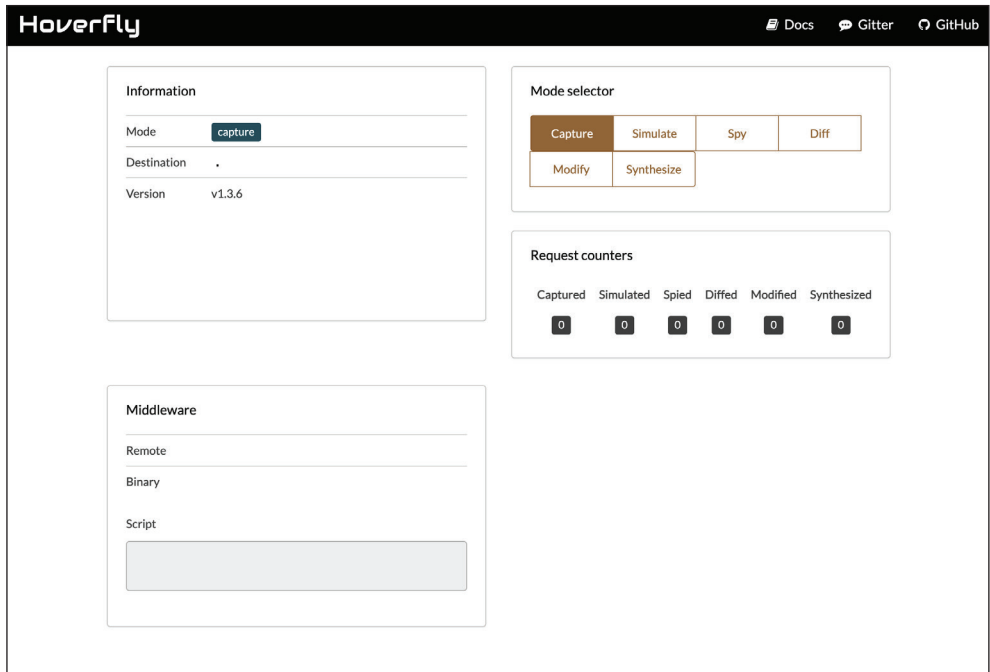 Hoverfly Docs Gitter GitHub
Information
Mode capture
Destination .
Version v1.3.6
Mode selector
Capture Simulate Spy Diff
Modify Synthesize
Request counters
Captured Simulated Spied Diffed Modified Synthesized
0 0 0 0 0 0
Middleware
Remote
Binary
Script